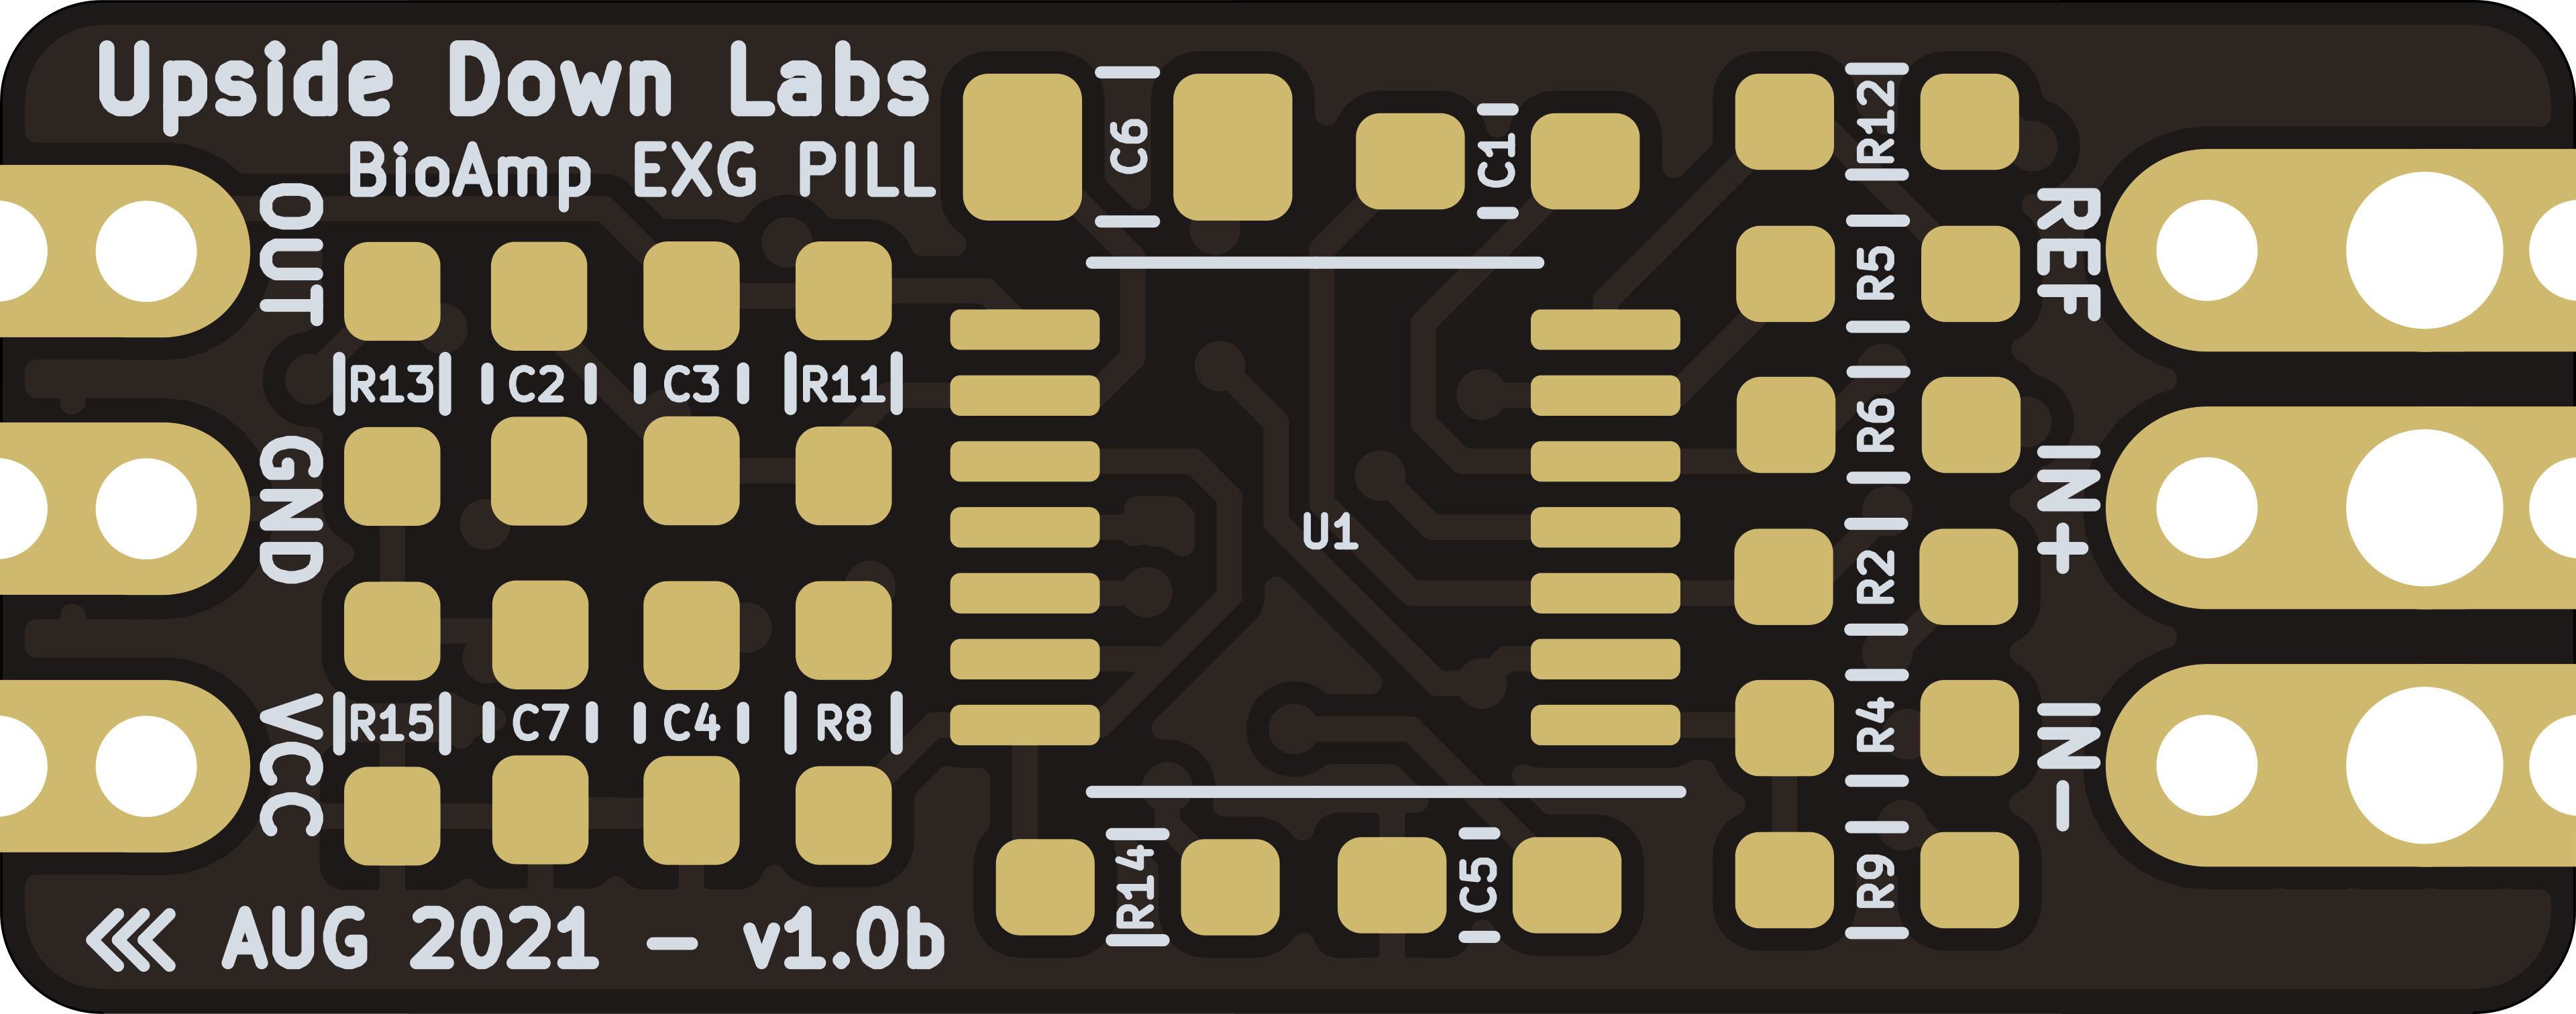 Upside Down Labs
BioAmp EXG PILL
OUT
GND
VCC
R13 C2 C3 R11
R15 C7 C4 R8
C6
C1
U1
R14
C5
R12
R5
R6
R2
R4
R9
REF
IN+
IN-
AUG 2021 - v1.0b